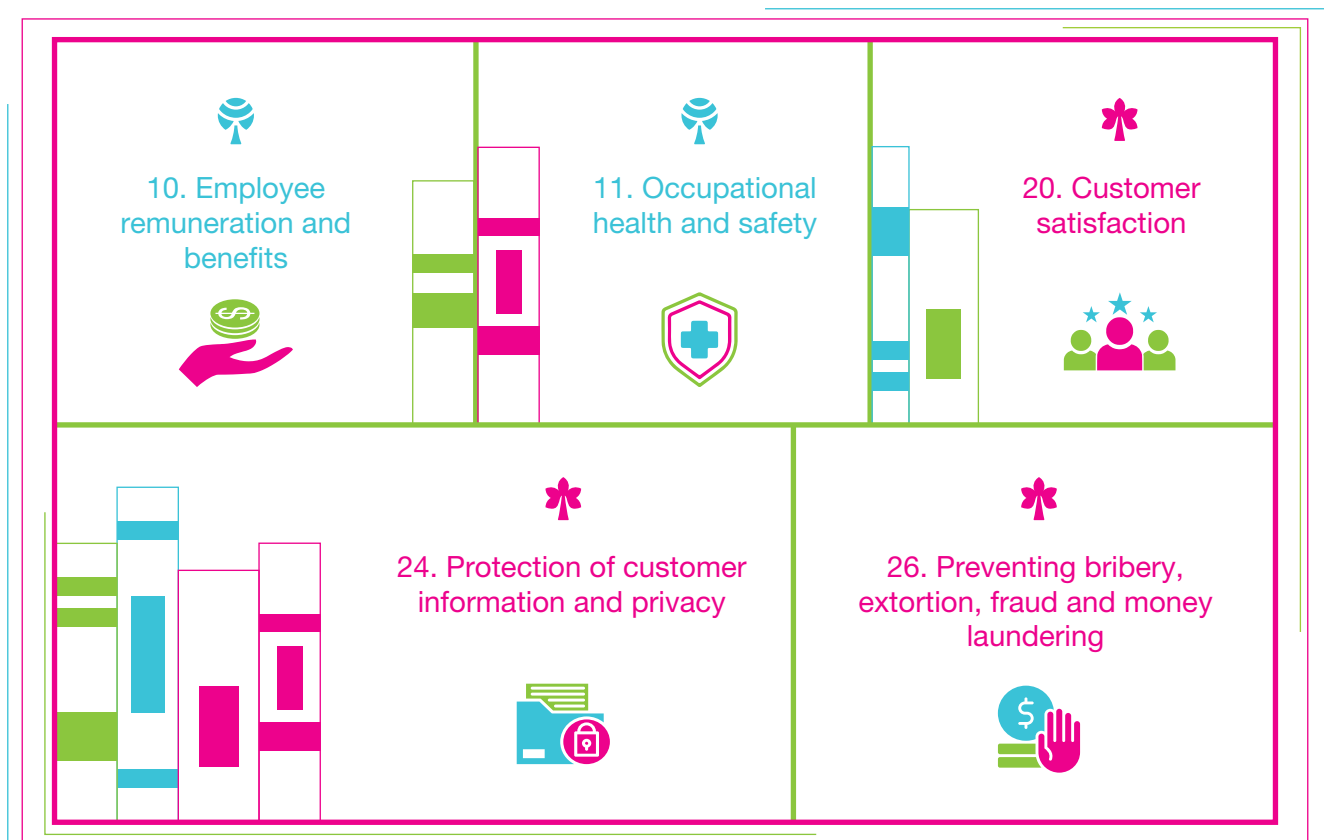 10. Employee
remuneration and
benefits
11. Occupational
health and safety
20. Customer
satisfaction
24. Protection of customer
information and privacy
26. Preventing bribery,
extortion, fraud and money
laundering